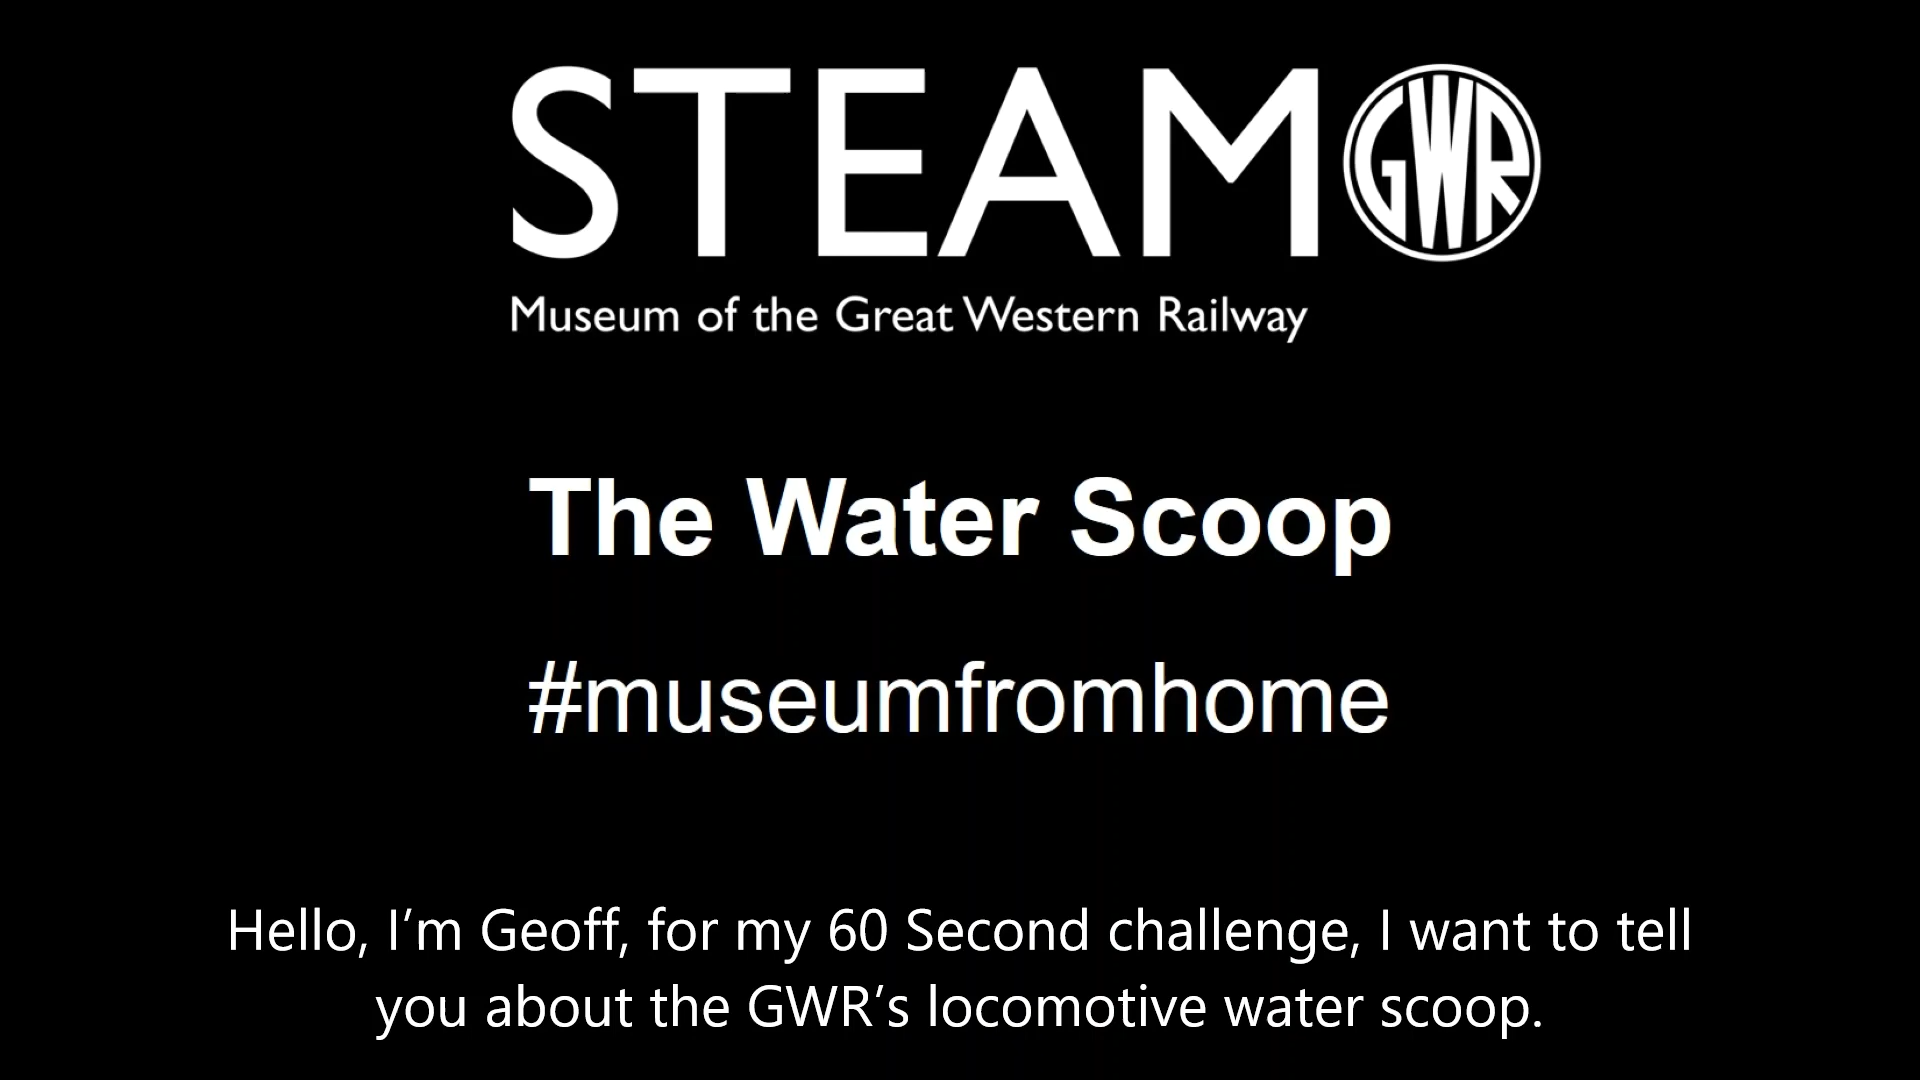 STEAM GWR
Museum of the Great Western Railway
The Water Scoop
#museumfromhome
Hello, I’m Geoff, for my 60 Second challenge, I want to tell
you about the GWR’s locomotive water scoop.